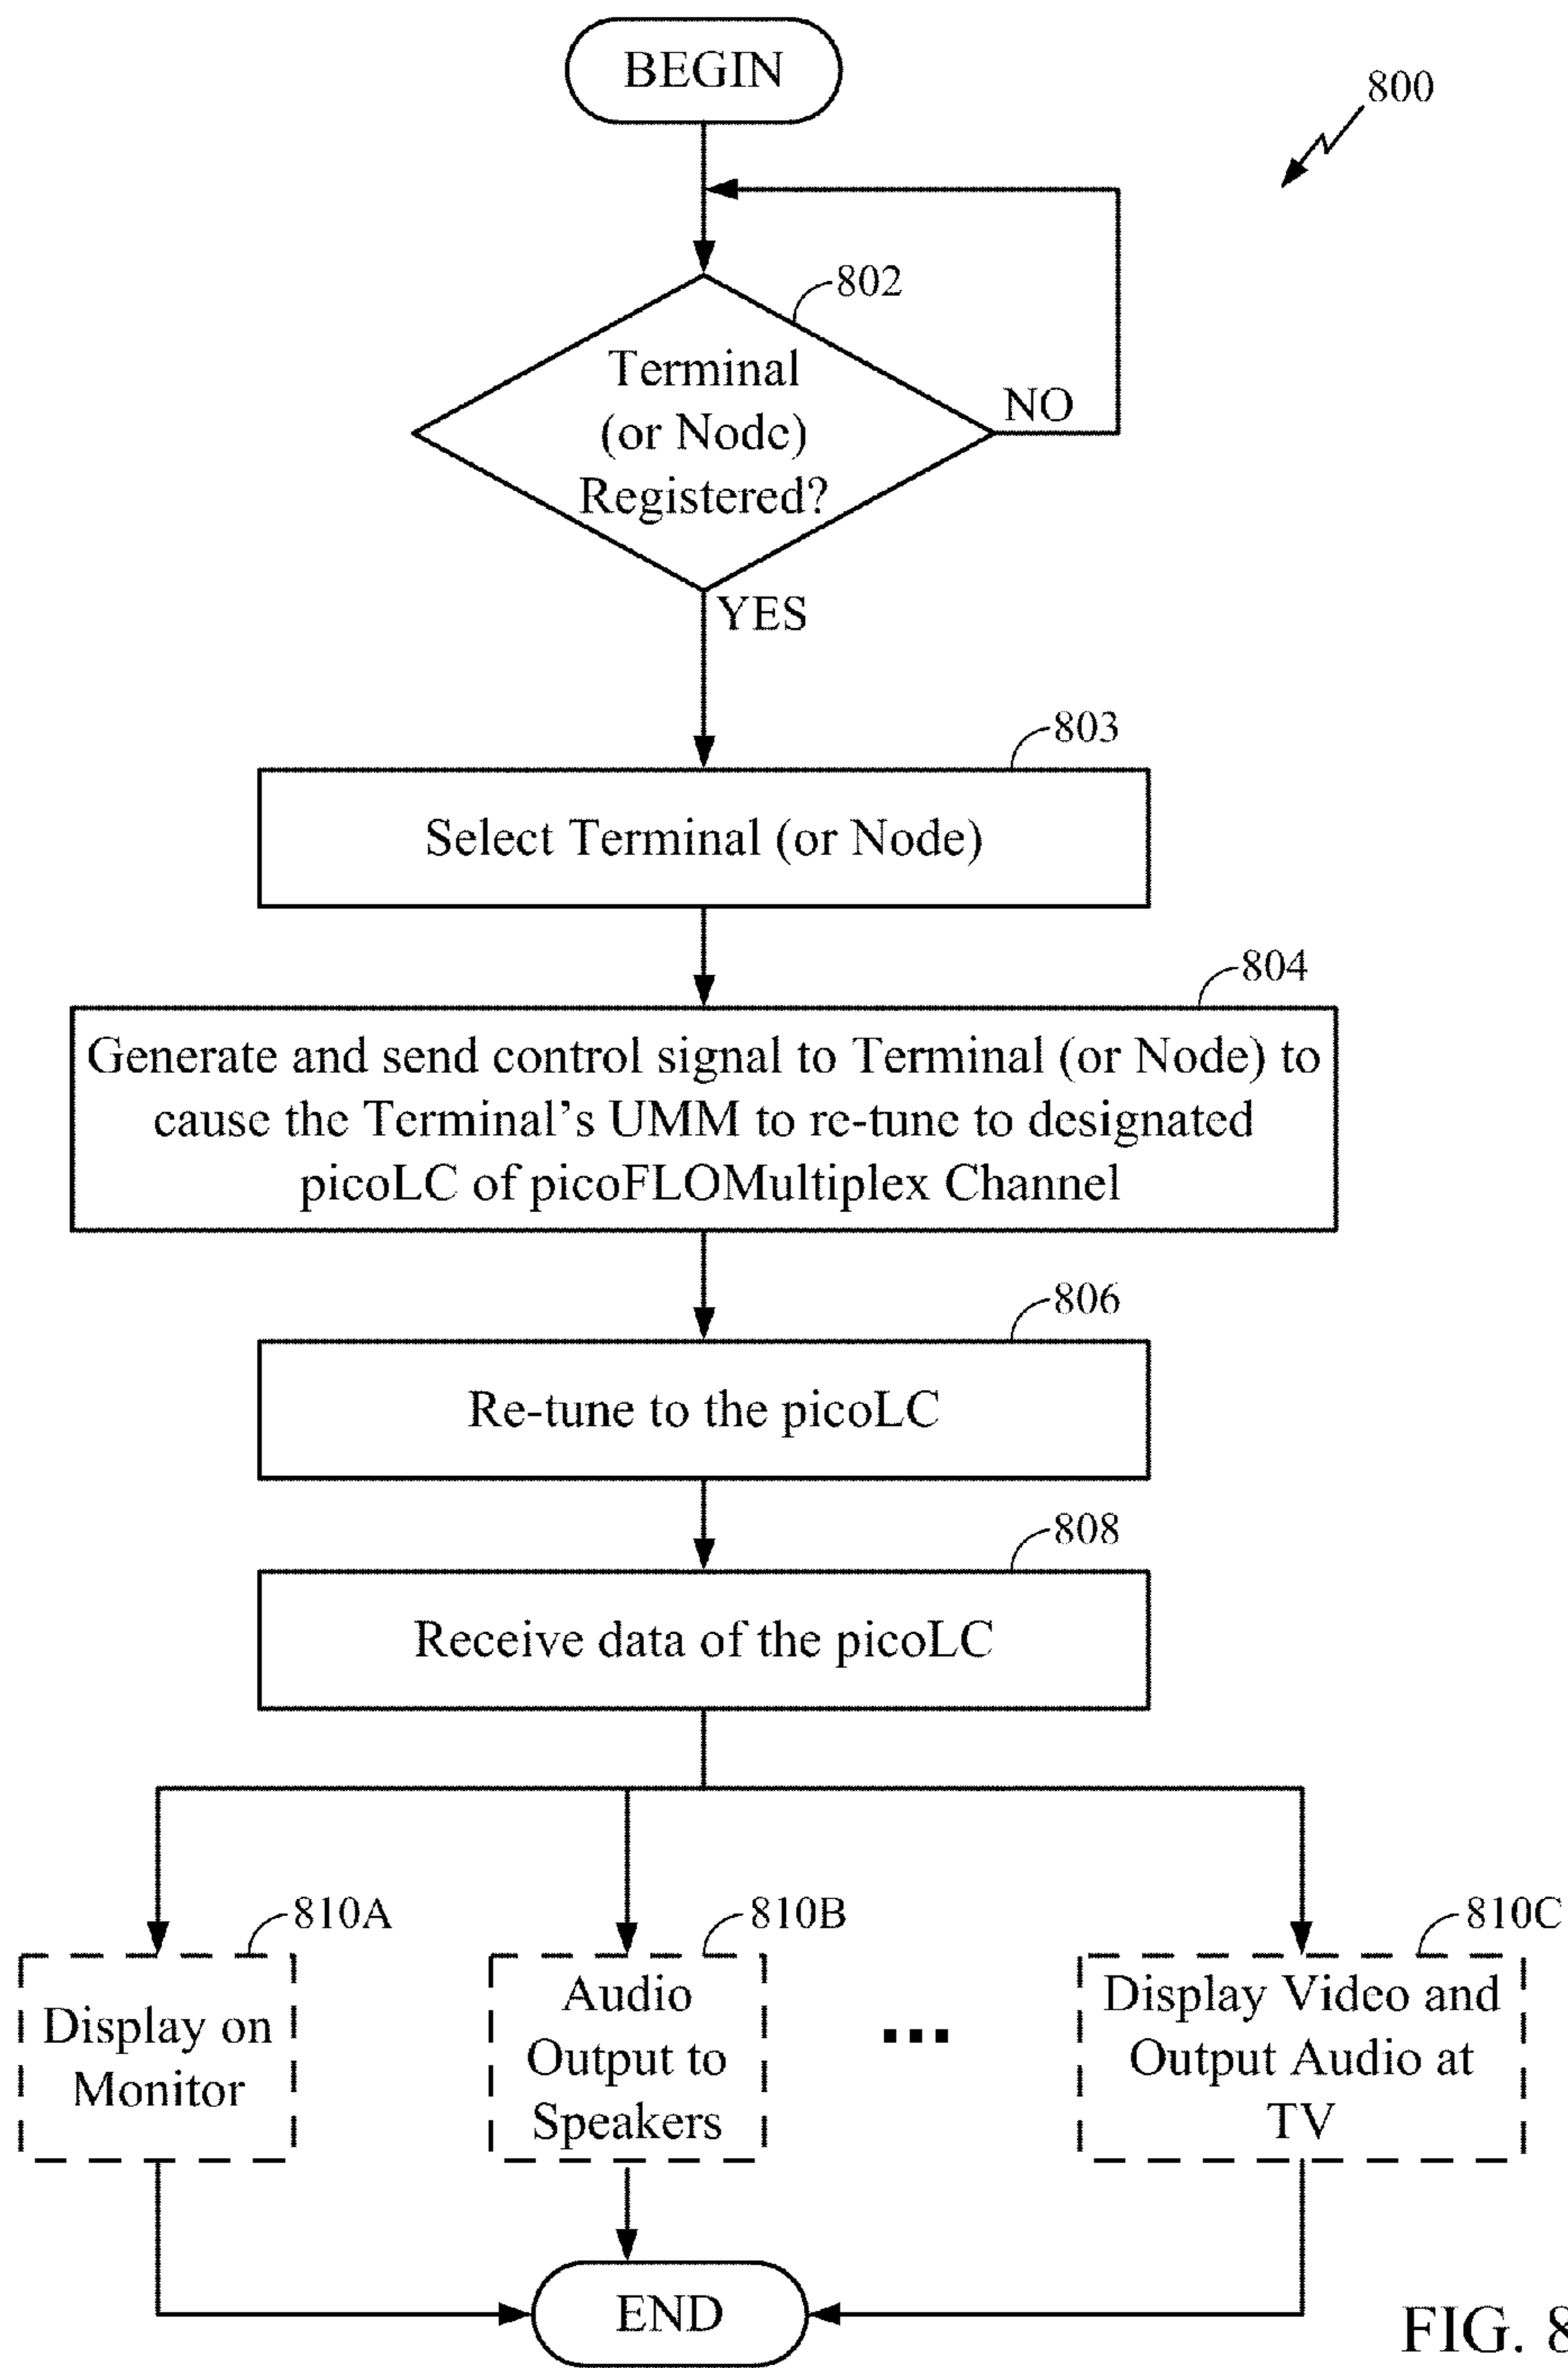 BEGIN
800
802
Terminal
(or Node)
Registered?
NO
YES
803
Select Terminal (or Node)
804
Generate and send control signal to Terminal (or Node) to
cause the Terminal's UMM to re-tune to designated
picoLC of picoFLOMultiplex Channel
806
Re-tune to the picoLC
808
Receive data of the picoLC
810A
Display on
Monitor
810B
Audio
Output to
Speakers
...
810C
Display Video and
Output Audio at
TV
END
FIG. 8